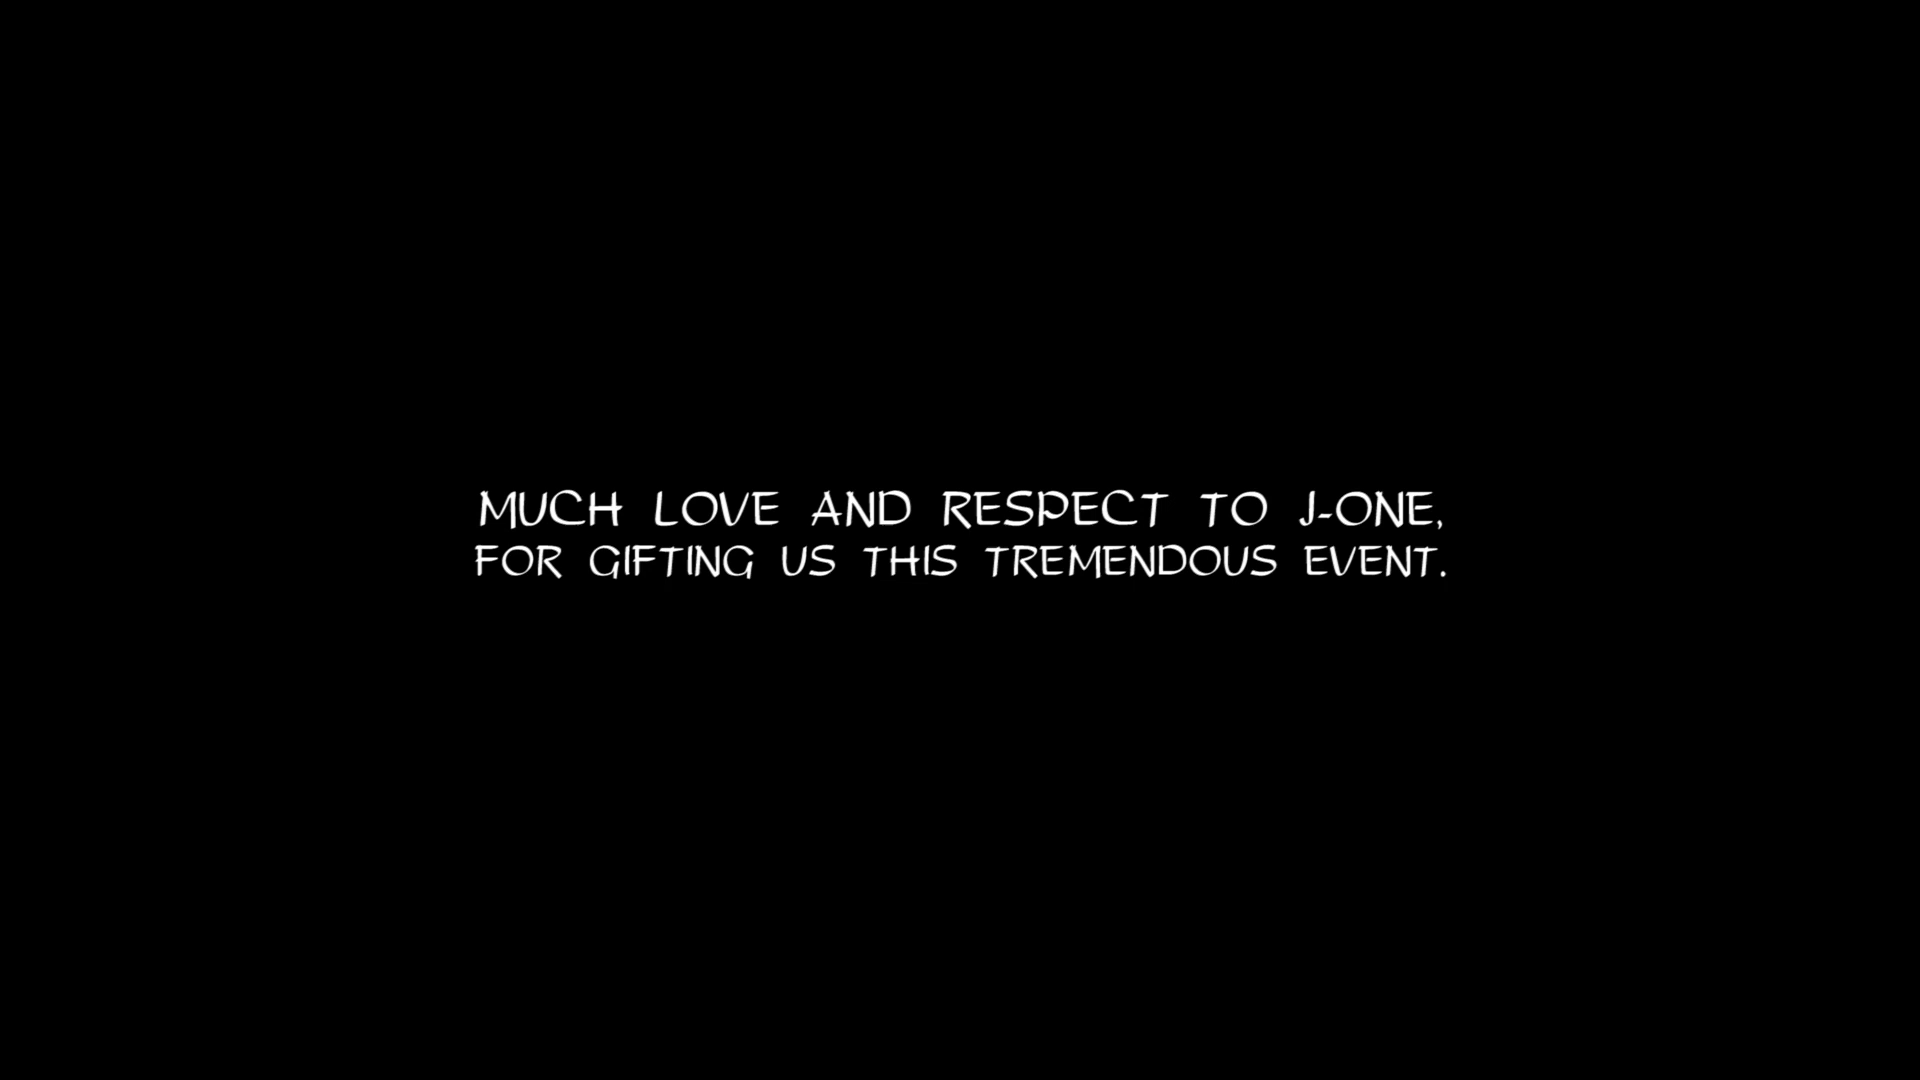 MUCH LOVE AND RESPECT TO J-ONE,
FOR GIFTING US THIS TREMENDOUS EVENT.